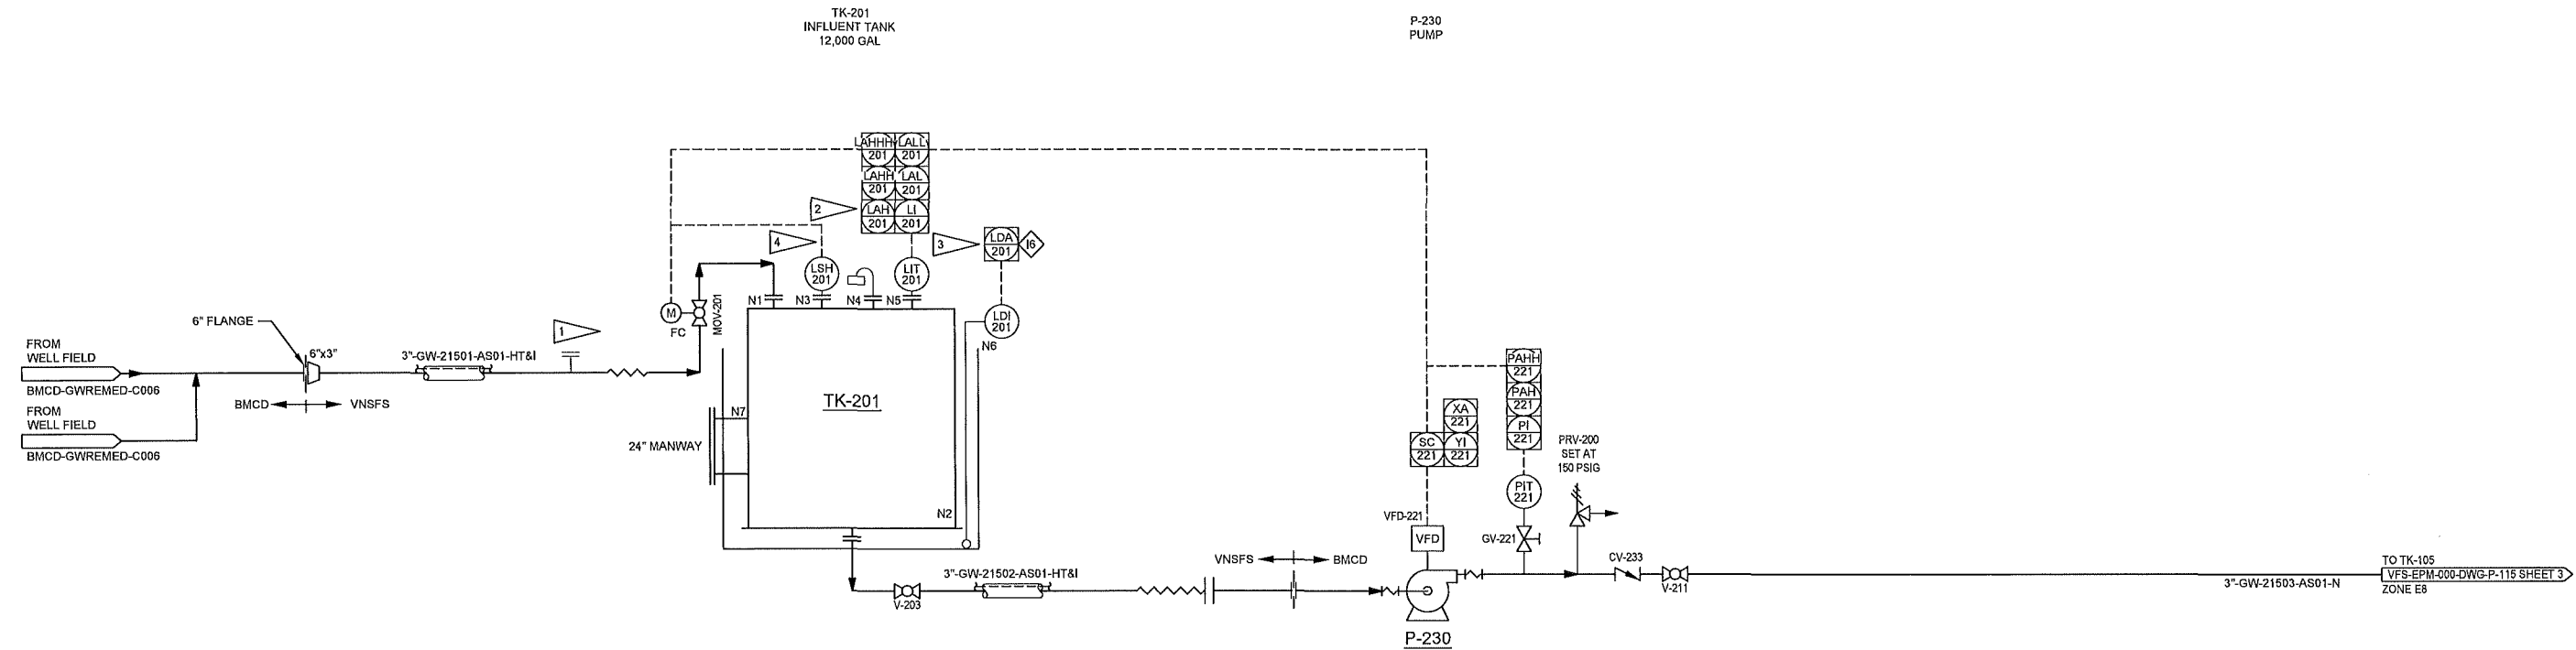 TK-201
INFLUENT TANK
12,000 GAL
P-230
PUMP
LAHHH
201
LALL
201
LAHH
201
LAL
201
2
LAH
201
LI
201
4
3
LDA
201
I6
LSH
201
LIT
201
N1
N3
N4
N5
M
FC
MOV-201
LDI
201
N6
6" FLANGE
1
FROM
WELL FIELD
BMCD-GWREMED-C006
6"x3"
3"-GW-21501-AS01-HT&I
BMCD
VNSFS
FROM
WELL FIELD
BMCD-GWREMED-C006
TK-201
N7
24" MANWAY
N2
PAHH
221
PAH
221
PI
221
XA
221
SC
221
YI
221
PRV-200
SET AT
150 PSIG
PIT
221
VFD-221
VFD
GV-221
VNSFS
BMCD
CV-233
V-211
3"-GW-21502-AS01-HT&I
V-203
P-230
3"-GW-21503-AS01-N
TO TK-105
VFS-EPM-000-DWG-P-115 SHEET 3
ZONE E8